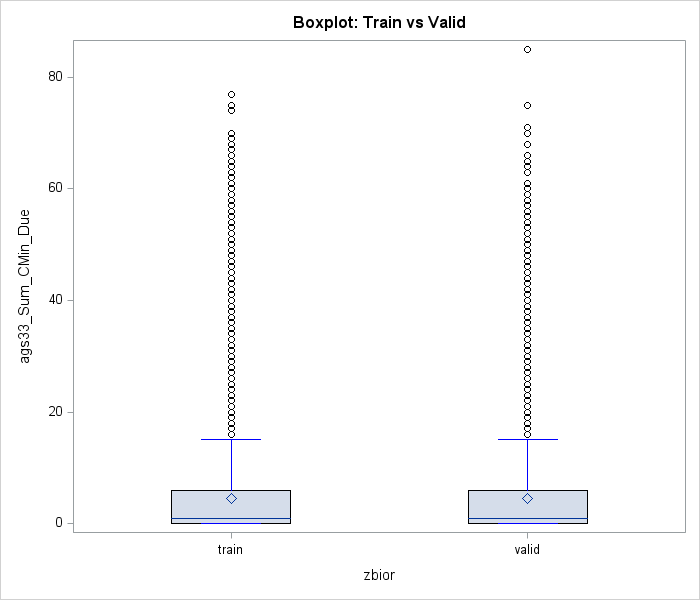 Boxplot: Train vs Valid
80
60
40
20
0
ags33_Sum_CMin_Due
train
valid
zbior